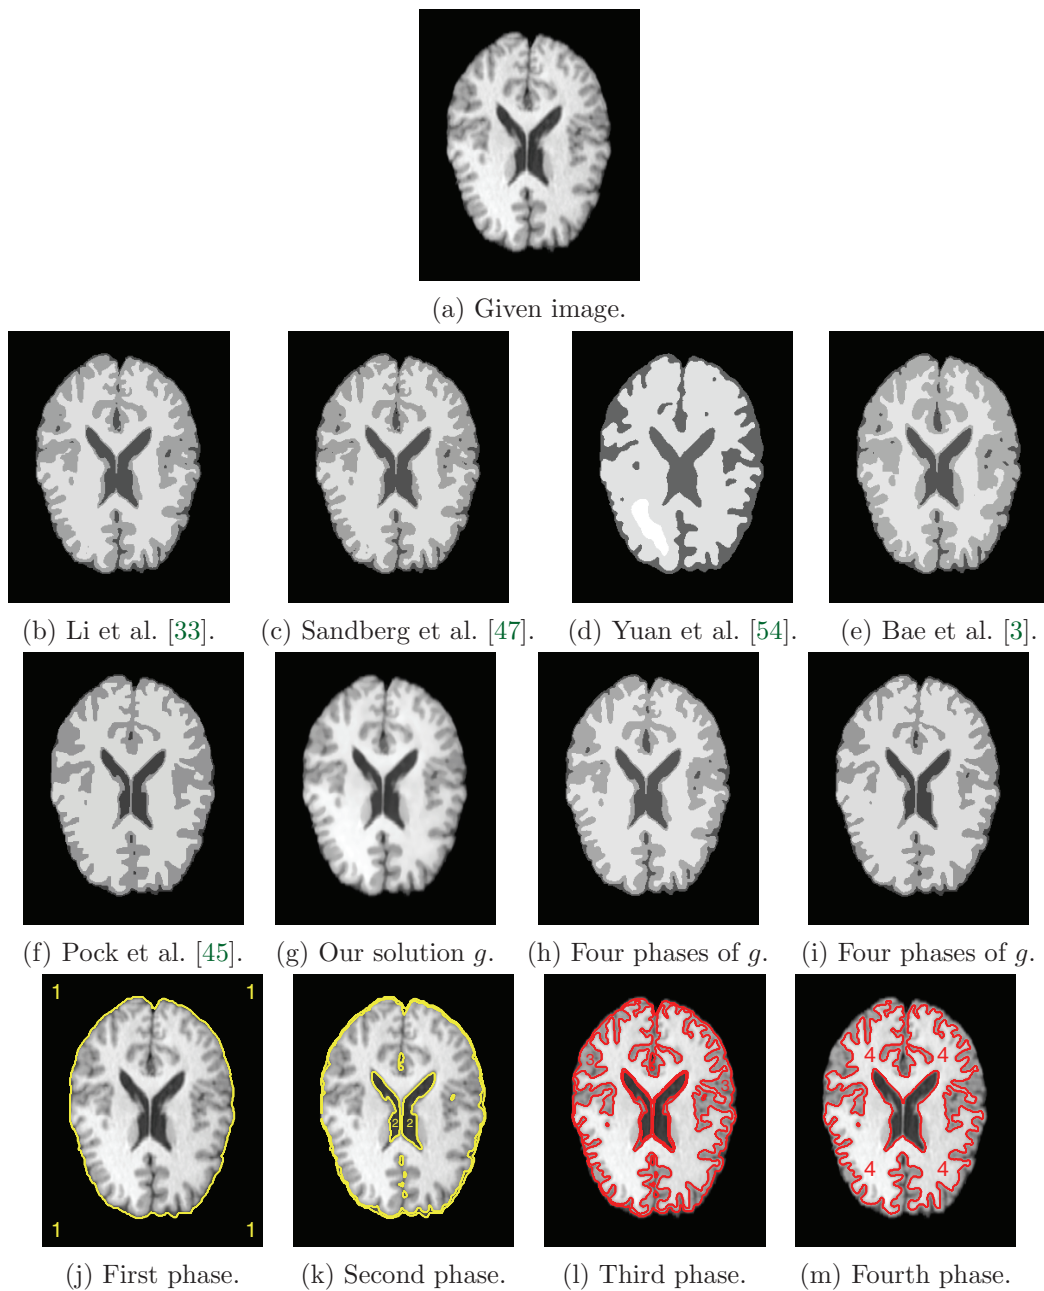 (a) Given image.
(b) Li et al. [33].
(c) Sandberg et al. [47].
(d) Yuan et al. [54].
(e) Bae et al. [3].
(f) Pock et al. [45].
(g) Our solution g.
(h) Four phases of g.
(i) Four phases of g.
1 1
2 2
3 3
4 4
4 4
1 1
(j) First phase.
(k) Second phase.
(l) Third phase.
(m) Fourth phase.